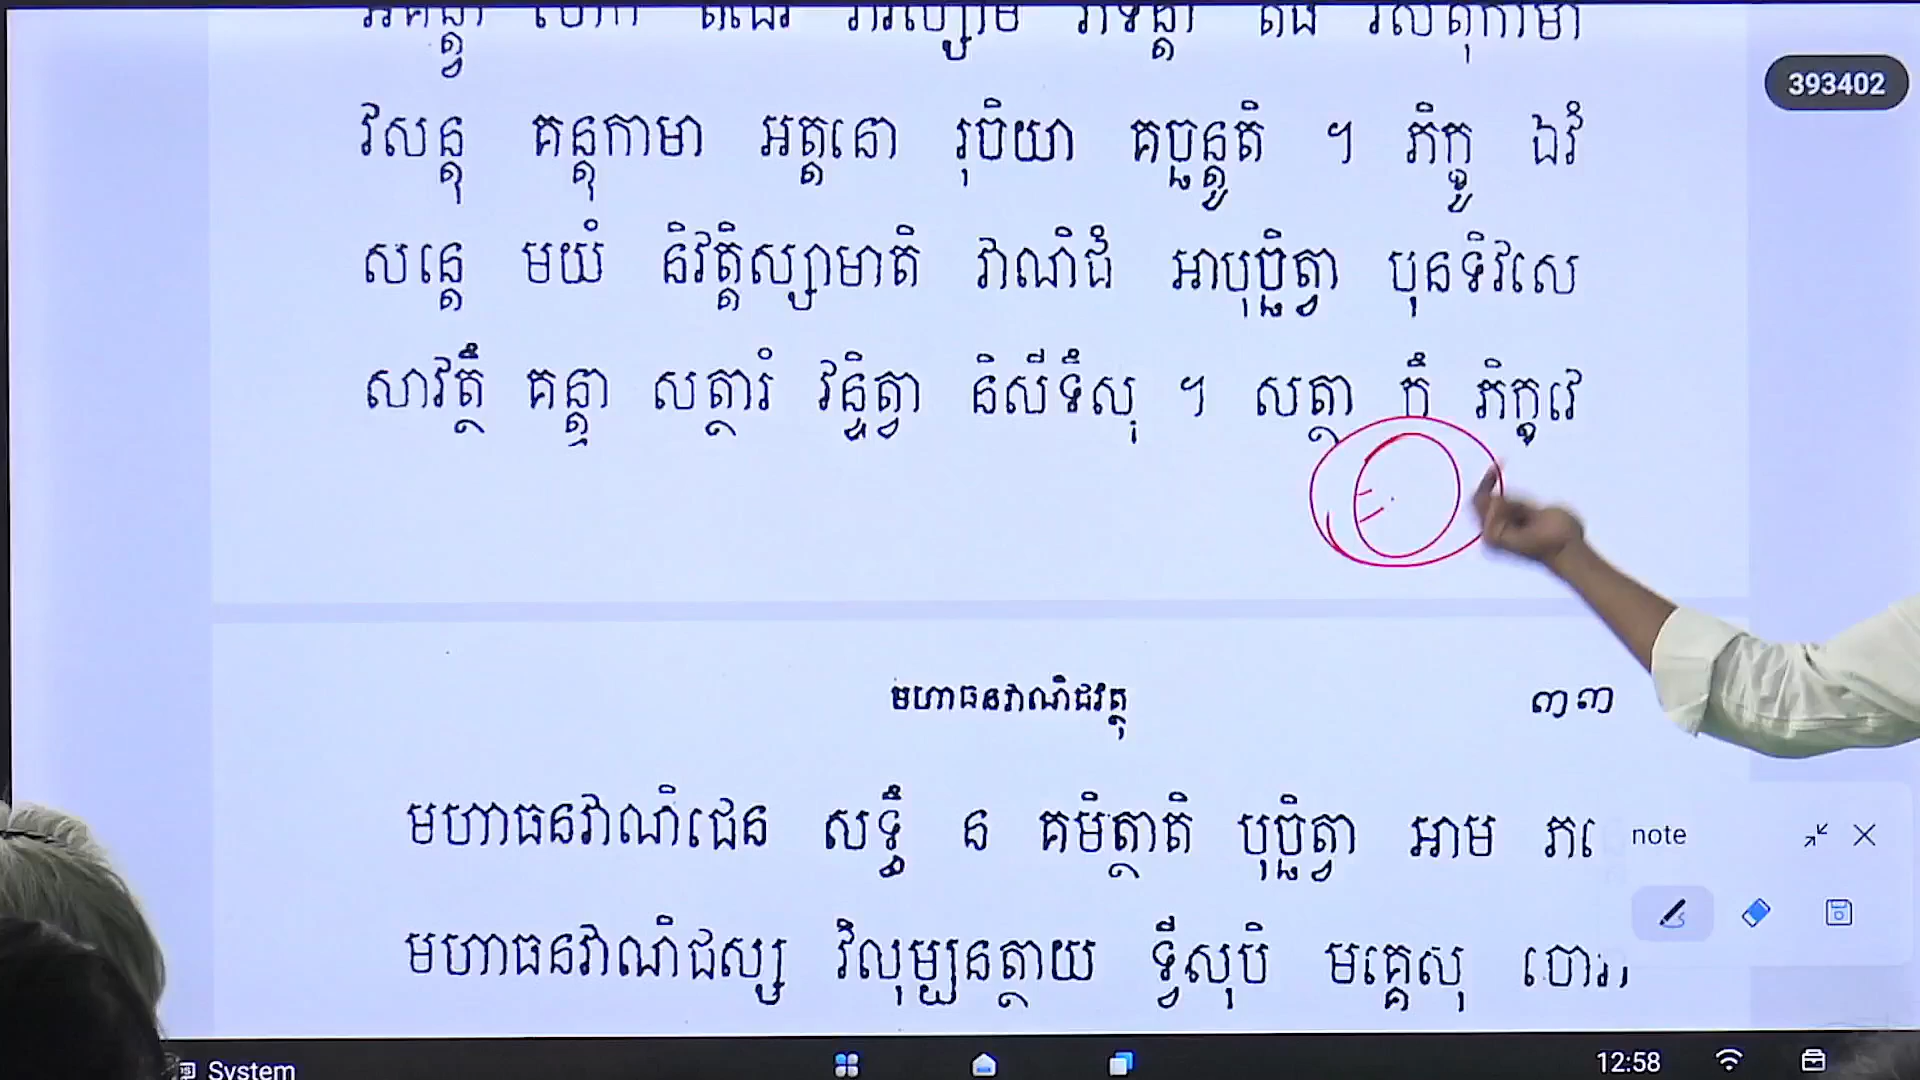 393402
វសន្តុ គន្តុកាមា អត្តនោ រុចិយា គច្ឆន្តូតិ ។ ភិក្ខូ ឯវំ
សន្តេ មយំ និវត្តិស្សាមាតិ វាណិជំ អាបុច្ឆិត្វា បុនទិវសេ
សាវត្ថឹ គន្ត្វា សត្ថារំ វន្ទិត្វា និសីទឹសុ ។ សត្ថា កឹ ភិក្ខវេ
មហាធនវាណិជវត្ថុ ៣៣
មហាធនវាណិជេន សទ្ធឹ ន គមិត្ថាតិ បុច្ឆិត្វា អាម
note
មហាធនវាណិជស្ស វិលុម្បនត្ថាយ ទ្វីសុបិ មគ្គេសុ
System 12:58